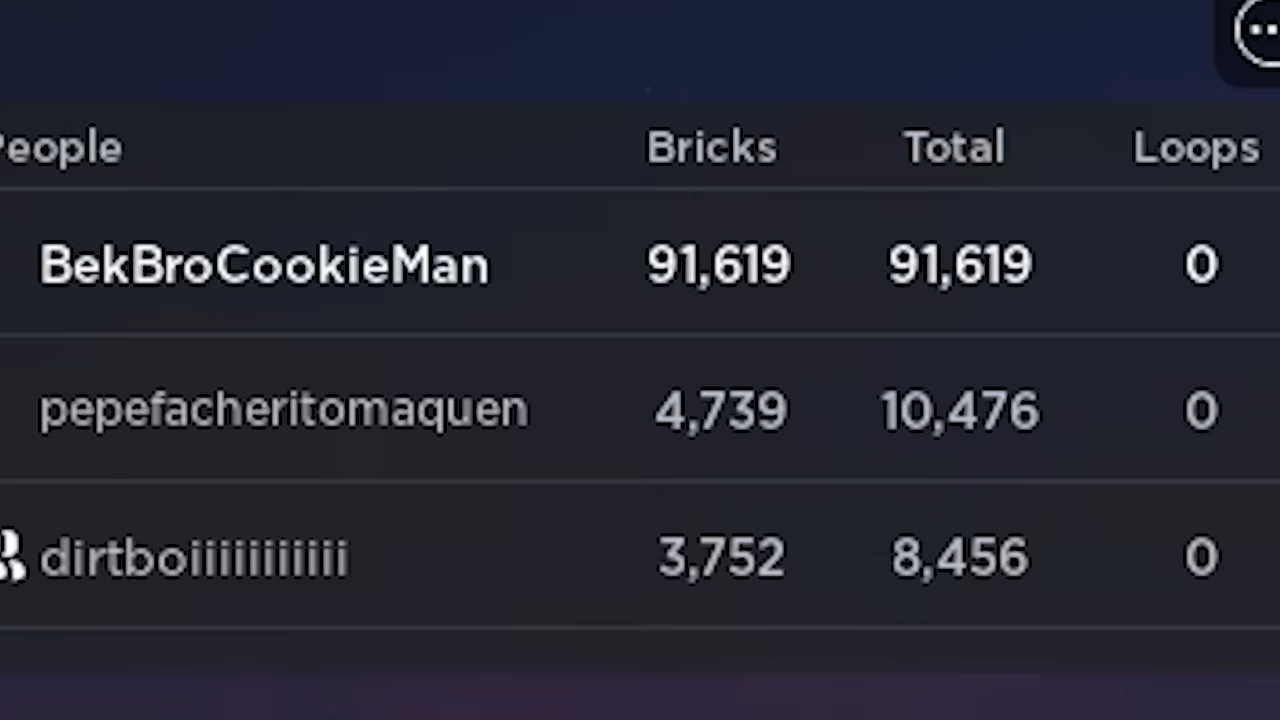 People Bricks Total Loops
BekBroCookieMan 91,619 91,619 0
pepefacheritomaquen 4,739 10,476 0
dirtboiiiiiiiiiiii 3,752 8,456 0